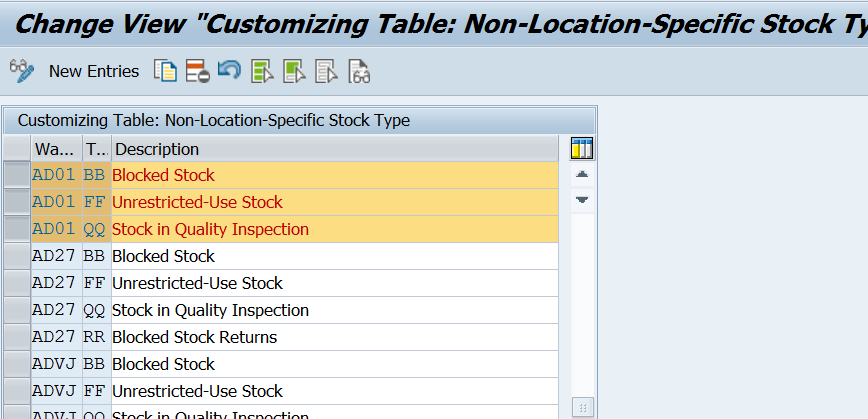 Change View "Customizing Table: Non-Location-Specific Stock Ty
New Entries
Customizing Table: Non-Location-Specific Stock Type
Wa... T.. Description
AD01 BB Blocked Stock
AD01 FF Unrestricted-Use Stock
AD01 QQ Stock in Quality Inspection
AD27 BB Blocked Stock
AD27 FF Unrestricted-Use Stock
AD27 QQ Stock in Quality Inspection
AD27 RR Blocked Stock Returns
ADVJ BB Blocked Stock
ADVJ FF Unrestricted-Use Stock
ADVJ QQ Stock in Quality Inspection